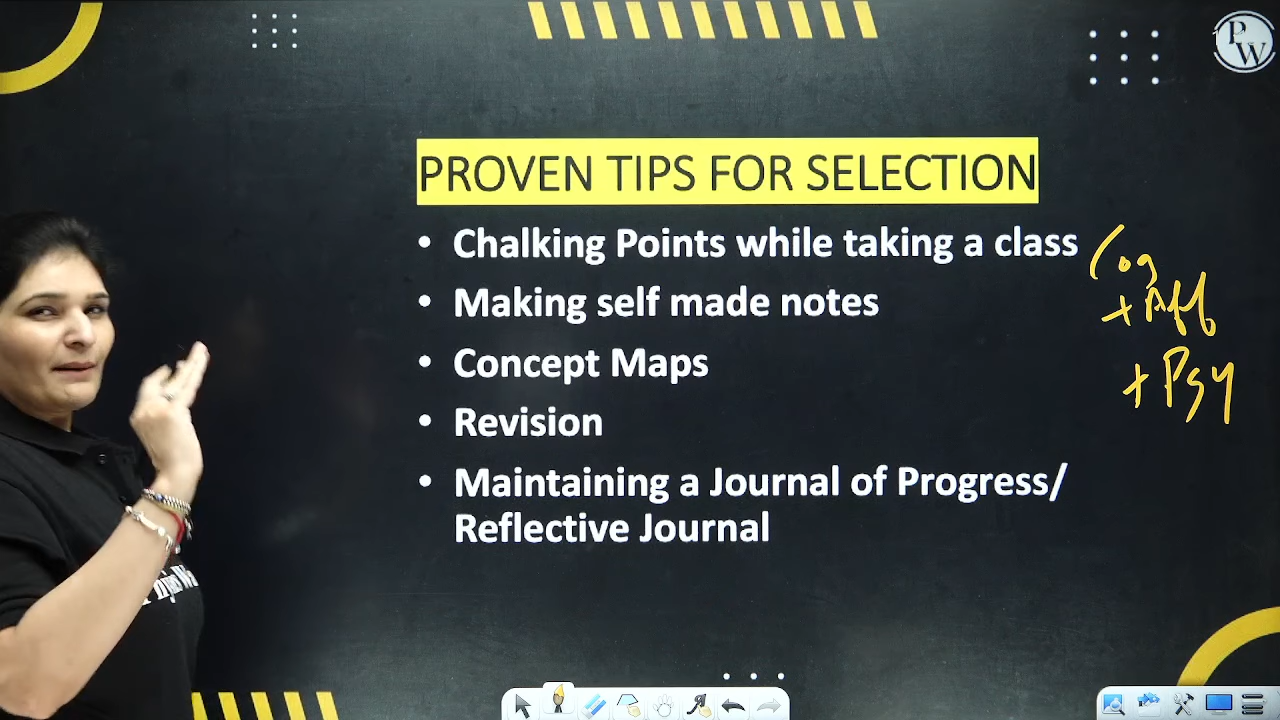 PW
PROVEN TIPS FOR SELECTION
• Chalking Points while taking a class
Cog
+ Aff
+ Psy
• Making self made notes
• Concept Maps
• Revision
• Maintaining a Journal of Progress/
Reflective Journal